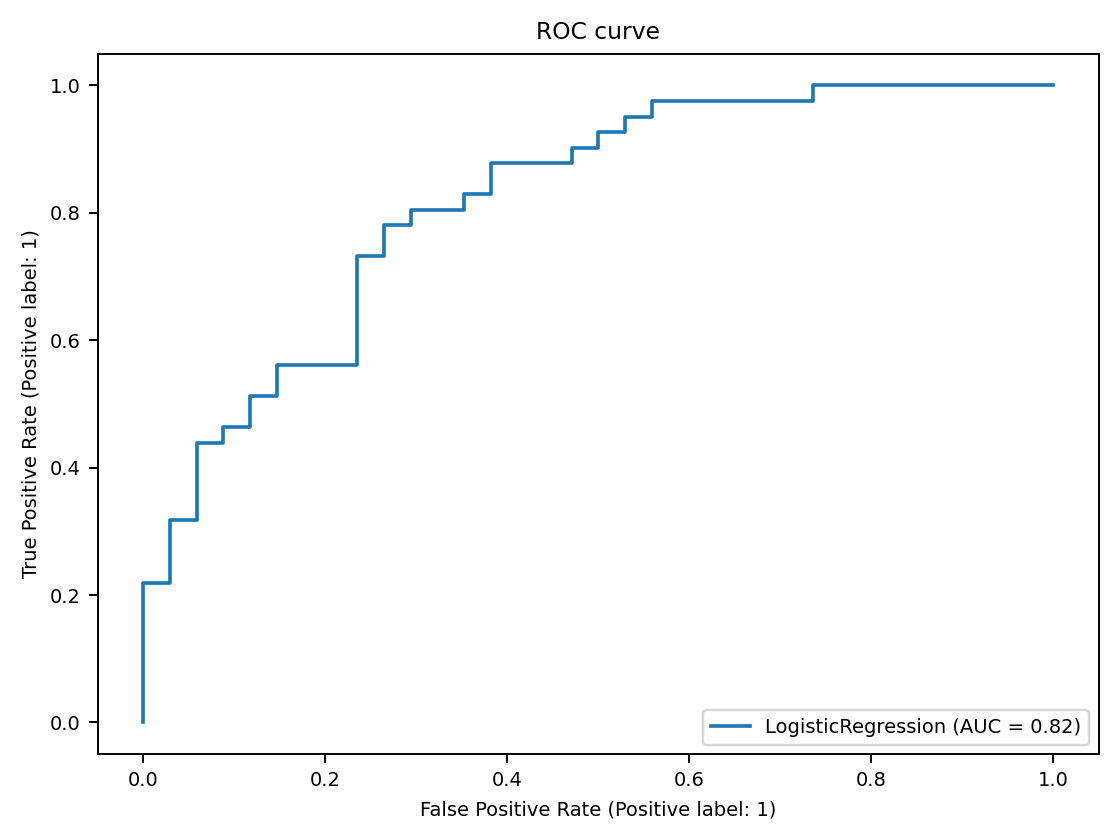 ROC curve
1.0
0.8
0.6
0.4
0.2
0.0
True Positive Rate (Positive label: 1)
LogisticRegression (AUC = 0.82)
0.0 0.2 0.4 0.6 0.8 1.0
False Positive Rate (Positive label: 1)